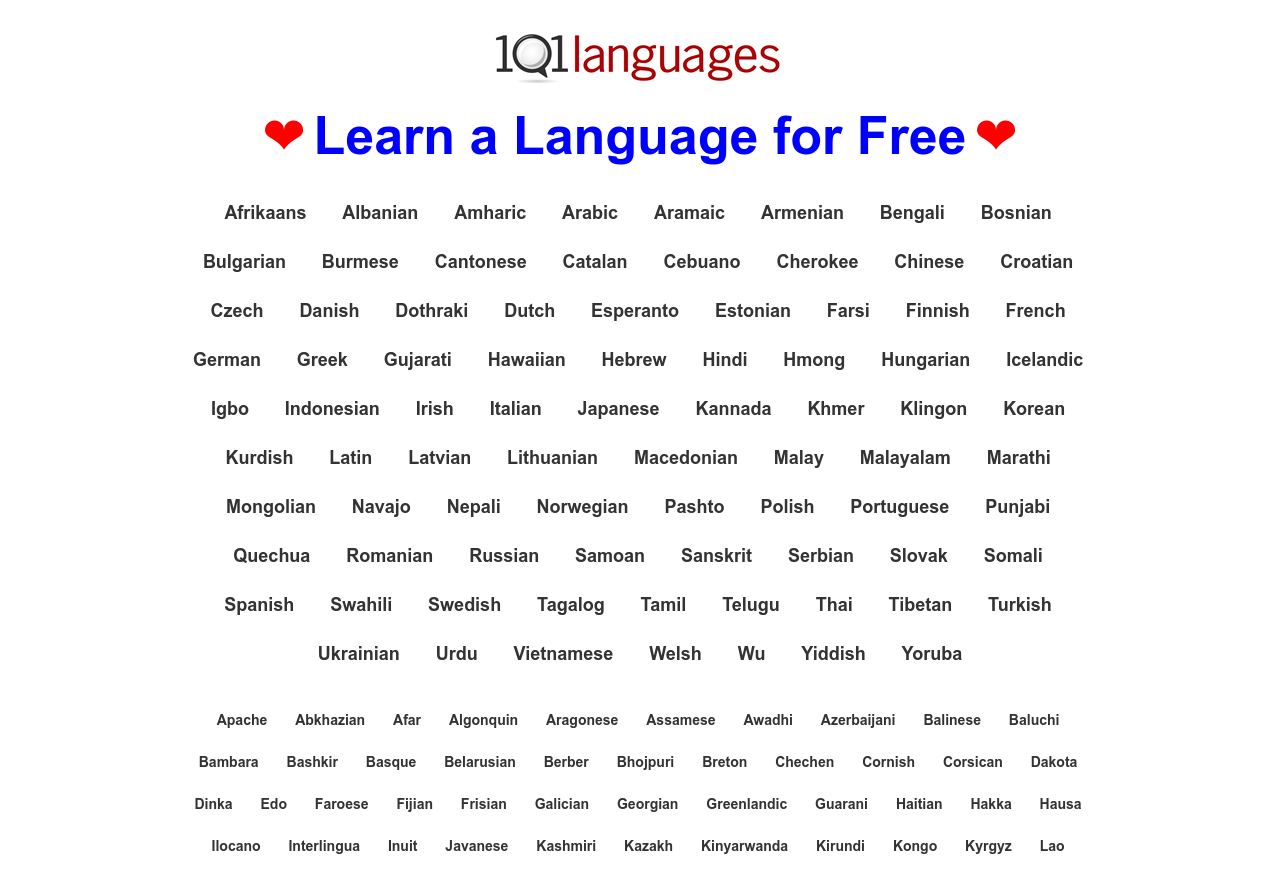 101languages
❤ Learn a Language for Free ❤
Afrikaans Albanian Amharic Arabic Aramaic Armenian Bengali Bosnian
Bulgarian Burmese Cantonese Catalan Cebuano Cherokee Chinese Croatian
Czech Danish Dothraki Dutch Esperanto Estonian Farsi Finnish French
German Greek Gujarati Hawaiian Hebrew Hindi Hmong Hungarian Icelandic
Igbo Indonesian Irish Italian Japanese Kannada Khmer Klingon Korean
Kurdish Latin Latvian Lithuanian Macedonian Malay Malayalam Marathi
Mongolian Navajo Nepali Norwegian Pashto Polish Portuguese Punjabi
Quechua Romanian Russian Samoan Sanskrit Serbian Slovak Somali
Spanish Swahili Swedish Tagalog Tamil Telugu Thai Tibetan Turkish
Ukrainian Urdu Vietnamese Welsh Wu Yiddish Yoruba
Apache Abkhazian Afar Algonquin Aragonese Assamese Awadhi Azerbaijani Balinese Baluchi
Bambara Bashkir Basque Belarusian Berber Bhojpuri Breton Chechen Cornish Corsican Dakota
Dinka Edo Faroese Fijian Frisian Galician Georgian Greenlandic Guarani Haitian Hakka Hausa
Ilocano Interlingua Inuit Javanese Kashmiri Kazakh Kinyarwanda Kirundi Kongo Kyrgyz Lao